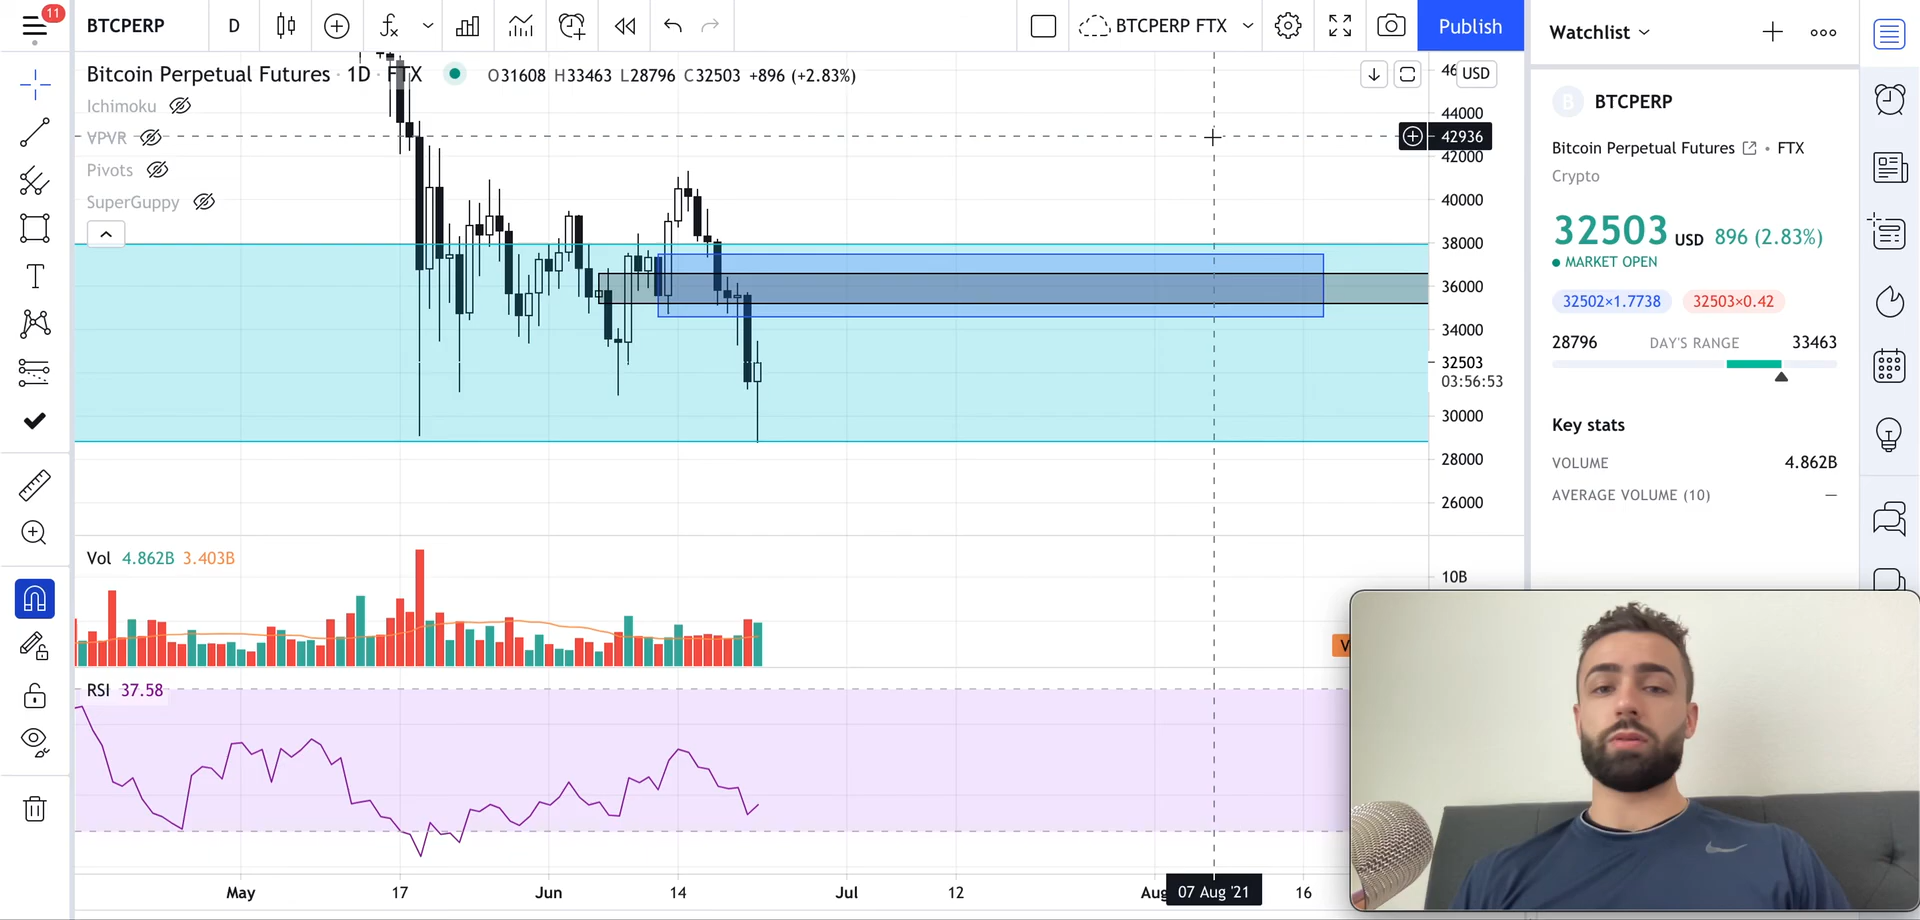 11
BTCPERP
D
BTCPERP FTX
Publish
Watchlist
Bitcoin Perpetual Futures · 1D · FTX
O31608 H33463 L28796 C32503 +896 (+2.83%)
Ichimoku
VPVR
Pivots
SuperGuppy
46
USD
44000
42936
42000
40000
38000
36000
34000
32503
03:56:53
30000
28000
26000
Vol 4.862B 3.403B
10B
V
RSI 37.58
May
17
Jun
14
Jul
12
Aug
07 Aug '21
16
B
BTCPERP
Bitcoin Perpetual Futures • FTX
Crypto
32503 USD 896 (2.83%)
MARKET OPEN
32502×1.7738
32503×0.42
28796 DAY'S RANGE 33463
Key stats
VOLUME 4.862B
AVERAGE VOLUME (10) —